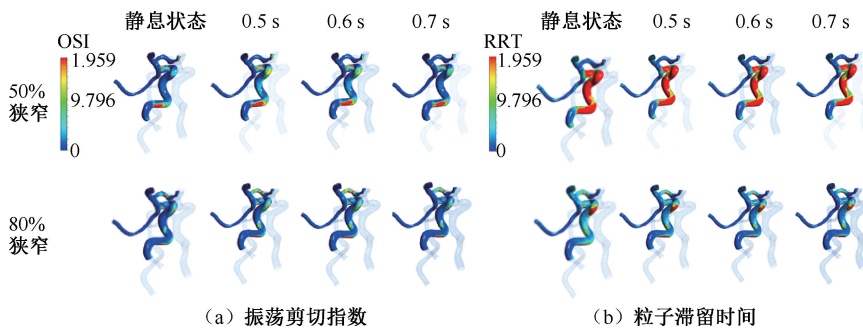 静息状态 0.5 s 0.6 s 0.7 s 静息状态 0.5 s 0.6 s 0.7 s
OSI RRT
1.959 1.959
50%
狭窄
9.796 9.796
0 0
80%
狭窄
(a) 振荡剪切指数 (b) 粒子滞留时间